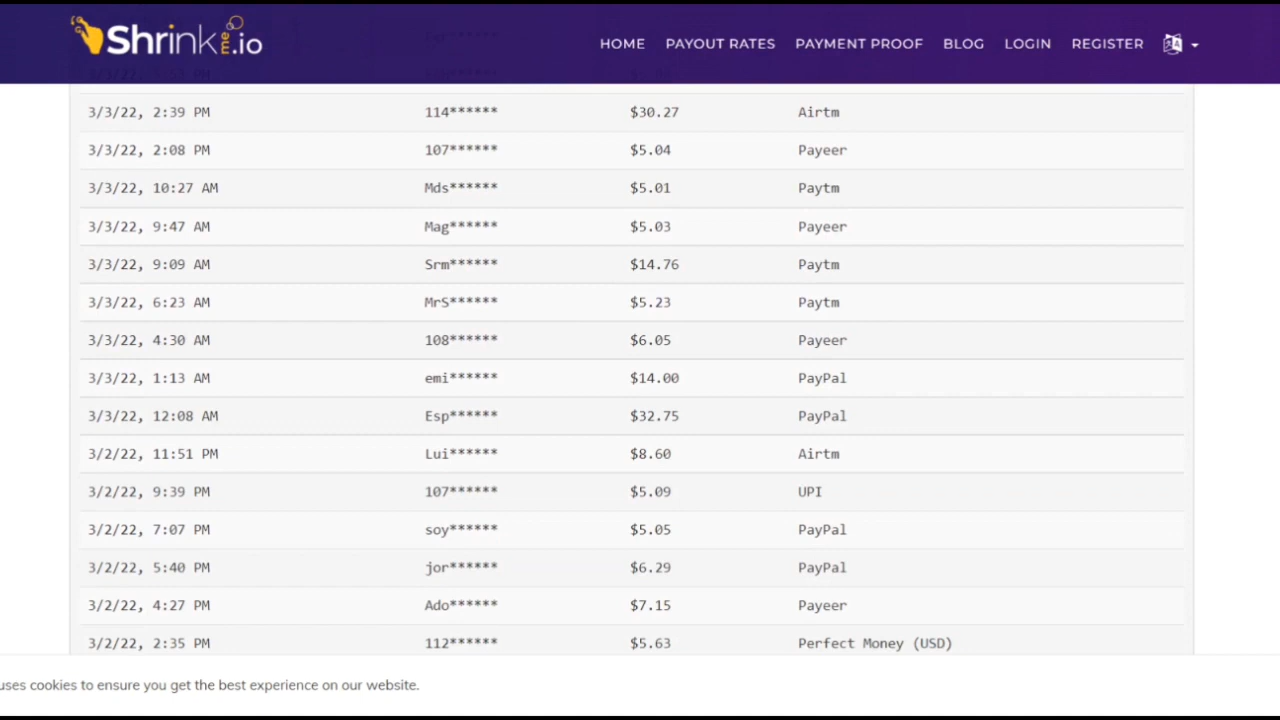 Shrinkme.io
HOME PAYOUT RATES PAYMENT PROOF BLOG LOGIN REGISTER
3/3/22, 2:39 PM 114****** $30.27 Airtm
3/3/22, 2:08 PM 107****** $5.04 Payeer
3/3/22, 10:27 AM Mds****** $5.01 Paytm
3/3/22, 9:47 AM Mag****** $5.03 Payeer
3/3/22, 9:09 AM Srm****** $14.76 Paytm
3/3/22, 6:23 AM MrS****** $5.23 Paytm
3/3/22, 4:30 AM 108****** $6.05 Payeer
3/3/22, 1:13 AM emi****** $14.00 PayPal
3/3/22, 12:08 AM Esp****** $32.75 PayPal
3/2/22, 11:51 PM Lui****** $8.60 Airtm
3/2/22, 9:39 PM 107****** $5.09 UPI
3/2/22, 7:07 PM soy****** $5.05 PayPal
3/2/22, 5:40 PM jor****** $6.29 PayPal
3/2/22, 4:27 PM Ado****** $7.15 Payeer
3/2/22, 2:35 PM 112****** $5.63 Perfect Money (USD)
uses cookies to ensure you get the best experience on our website.